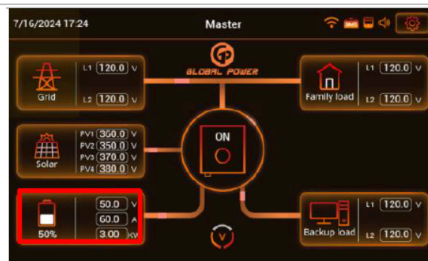 7/16/2024 17:24
Master
GP
GLOBAL POWER
L1 120.0 V
L2 120.0 V
Grid
L1 120.0 V
L2 120.0 V
Family load
PV1 360.0 V
PV2 350.0 V
PV3 370.0 V
PV4 380.0 V
Solar
ON
50.0 V
60.0 A
3.00 KW
50%
V
L1 120.0 V
L2 120.0 V
Backup load